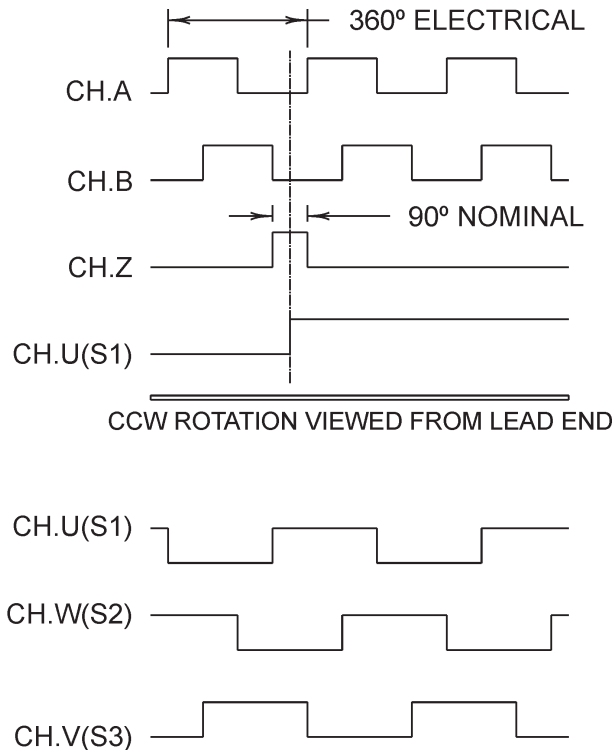 360º ELECTRICAL
CH.A
CH.B
90º NOMINAL
CH.Z
CH.U(S1)
CCW ROTATION VIEWED FROM LEAD END
CH.U(S1)
CH.W(S2)
CH.V(S3)